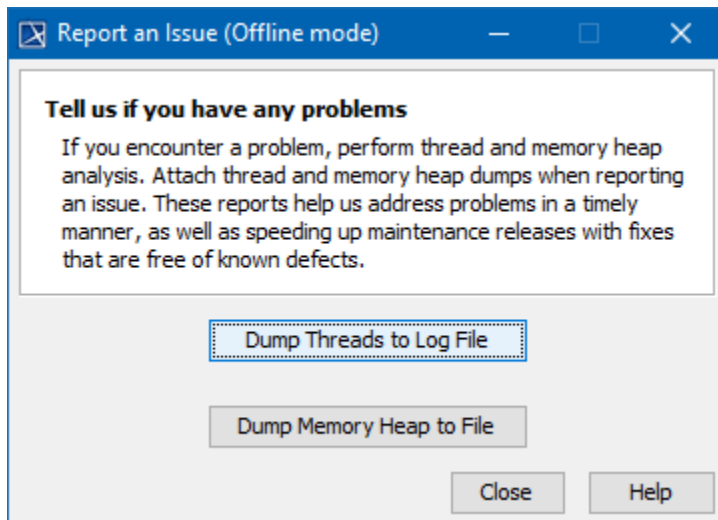 Report an Issue (Offline mode)
Tell us if you have any problems
If you encounter a problem, perform thread and memory heap
analysis. Attach thread and memory heap dumps when reporting
an issue. These reports help us address problems in a timely
manner, as well as speeding up maintenance releases with fixes
that are free of known defects.
Dump Threads to Log File
Dump Memory Heap to File
Close
Help